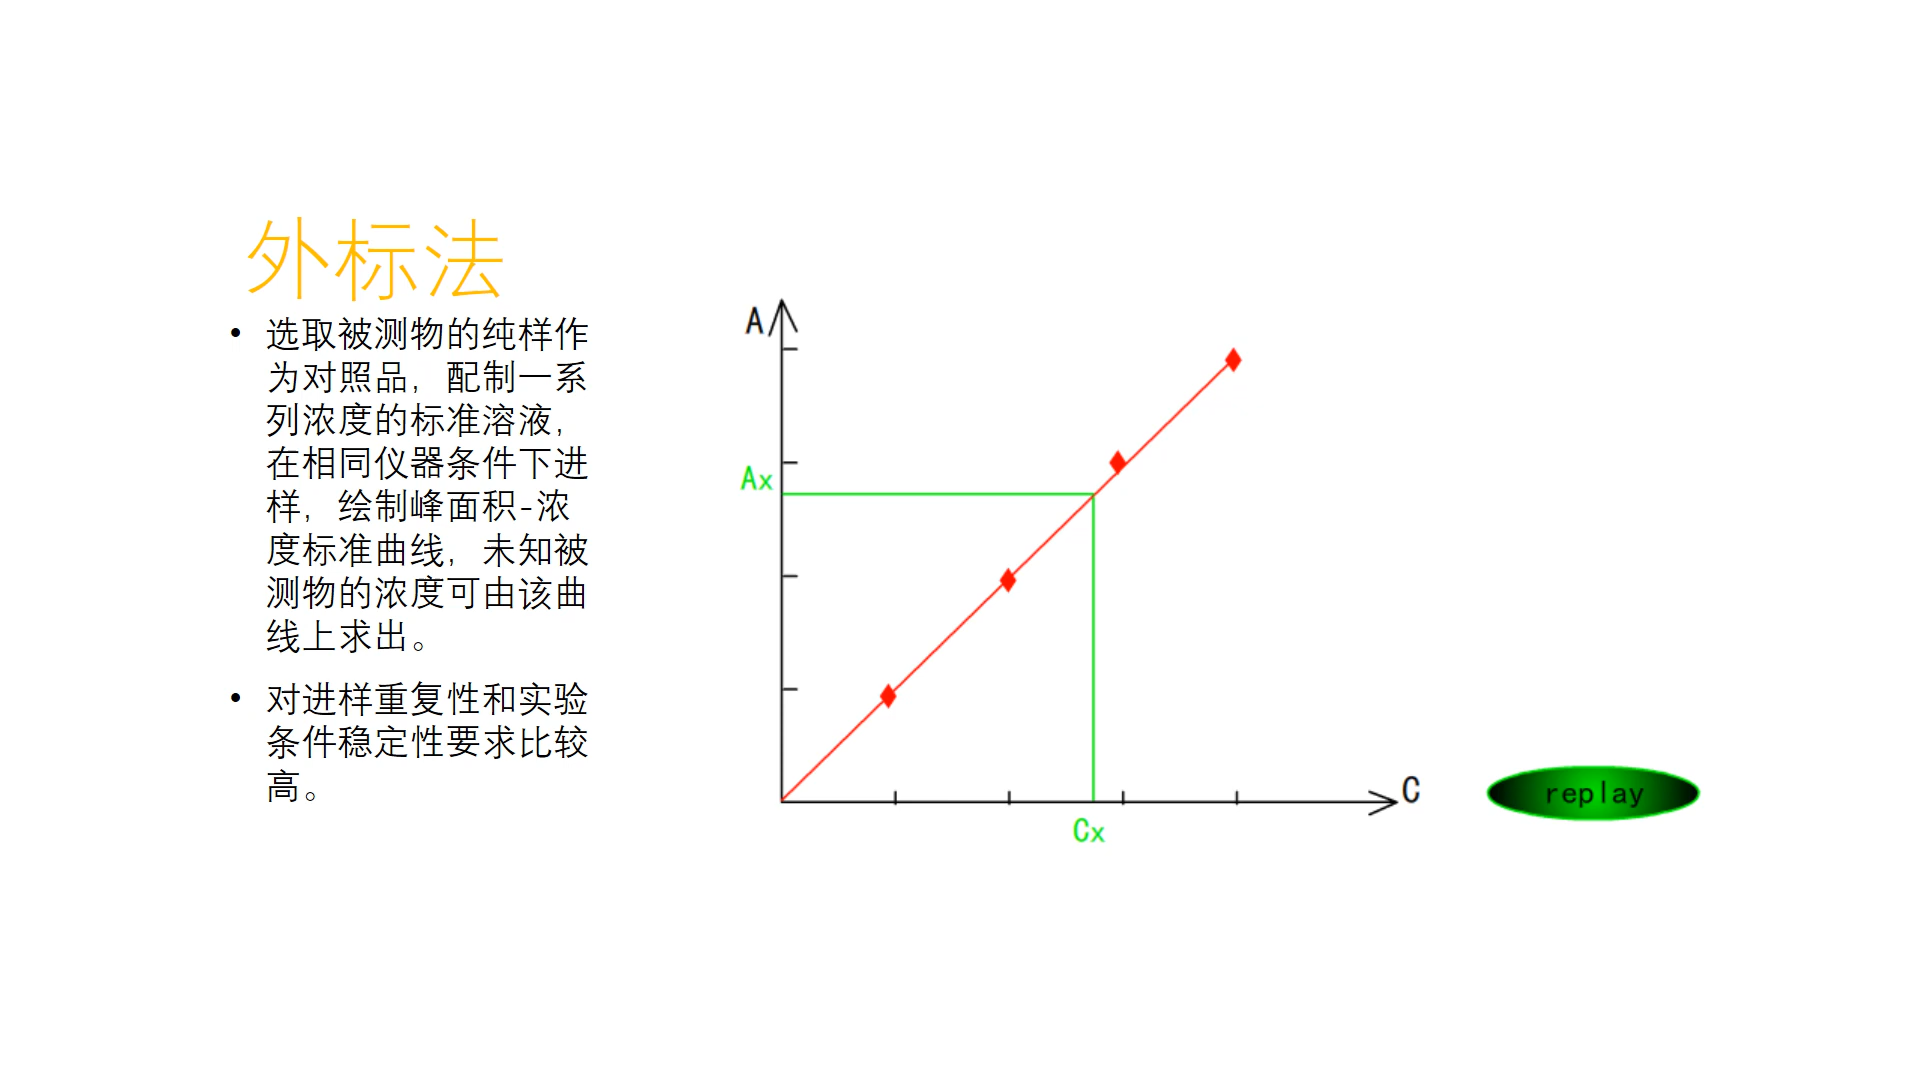 外标法
• 选取被测物的纯样作
为对照品，配制一系
列浓度的标准溶液，
在相同仪器条件下进
样，绘制峰面积-浓
度标准曲线，未知被
测物的浓度可由该曲
线上求出。
• 对进样重复性和实验
条件稳定性要求比较
高。
A
Ax
Cx
C
replay